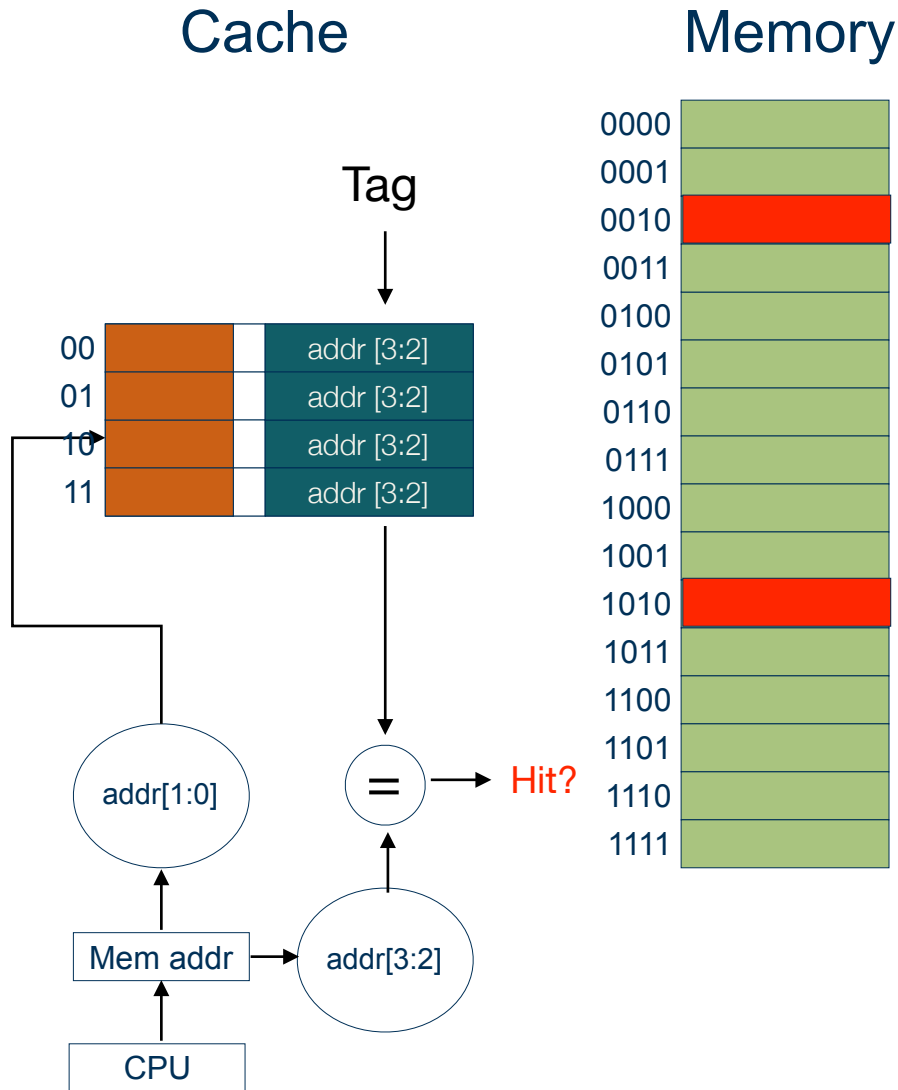 Cache
Memory
Tag
00
01
10
11
addr [3:2]
addr [3:2]
addr [3:2]
addr [3:2]
0000
0001
0010
0011
0100
0101
0110
0111
1000
1001
1010
1011
1100
1101
1110
1111
addr[1:0]
=
Hit?
Mem addr
addr[3:2]
CPU